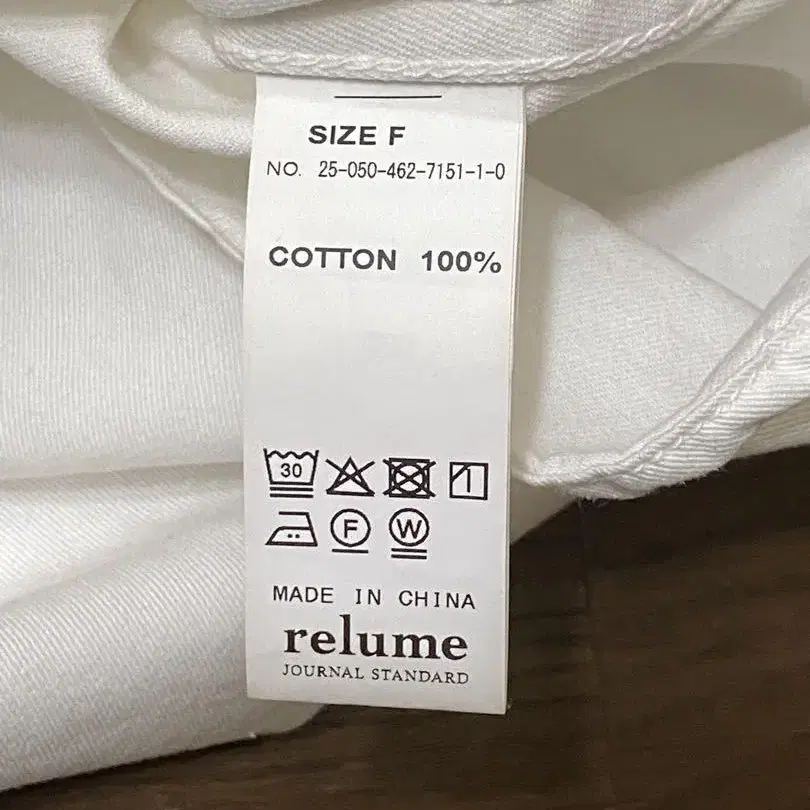 SIZE F
NO. 25-050-462-7151-1-0
COTTON 100%
30
F W
MADE IN CHINA
relume
JOURNAL STANDARD